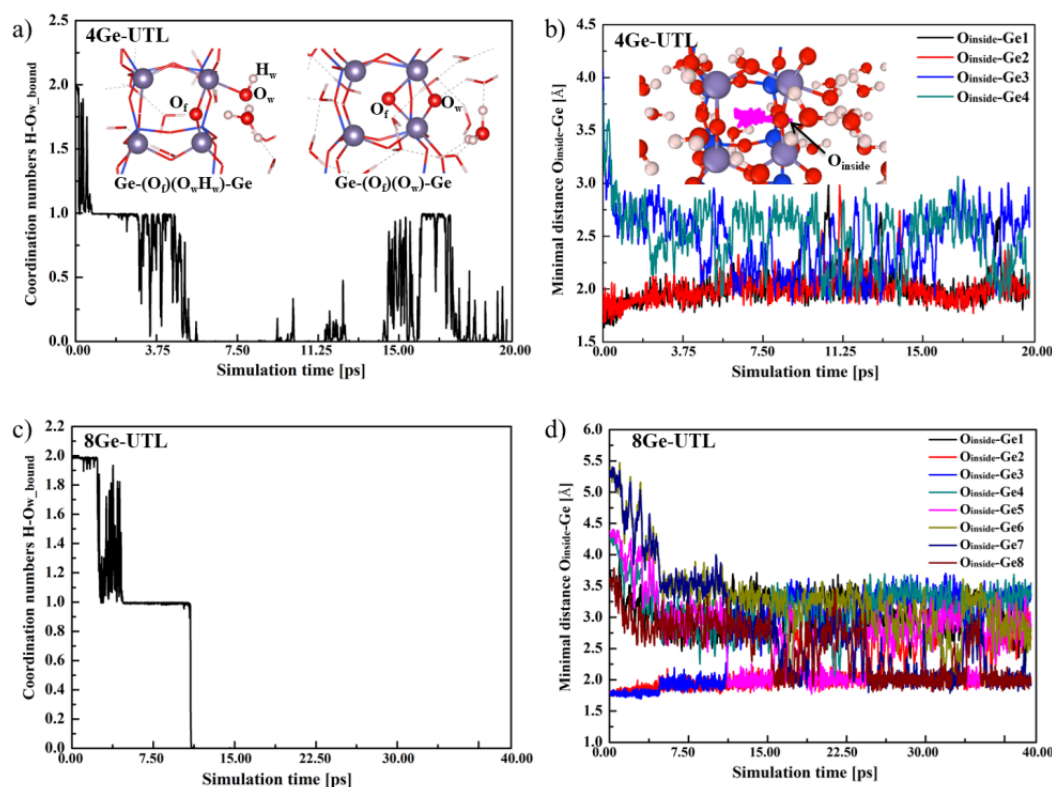 a)
4Ge-UTL
Coordination numbers H-Ow_bound
2.0
1.5
1.0
0.5
0.0
Hw
Ow
Of
Ge-(Of)(OwHw)-Ge
Ow
Of
Ge-(Of)(Ow)-Ge
0.00 3.75 7.50 11.25 15.00 20.00
Simulation time [ps]
b)
4Ge-UTL
Minimal distance Oinside-Ge [Å]
4.5
4.0
3.5
3.0
2.5
2.0
1.5
Oinside-Ge1
Oinside-Ge2
Oinside-Ge3
Oinside-Ge4
Oinside
0.00 3.75 7.50 11.25 15.00 20.00
Simulation time [ps]
c)
8Ge-UTL
Coordination numbers H-Ow_bound
2.2
2.0
1.8
1.6
1.4
1.2
1.0
0.8
0.6
0.4
0.2
0.0
0.00 7.50 15.00 22.50 30.00 40.00
Simulation time [ps]
d)
8Ge-UTL
Minimal distance Oinside-Ge [Å]
6.0
5.5
5.0
4.5
4.0
3.5
3.0
2.5
2.0
1.5
1.0
Oinside-Ge1
Oinside-Ge2
Oinside-Ge3
Oinside-Ge4
Oinside-Ge5
Oinside-Ge6
Oinside-Ge7
Oinside-Ge8
0.00 7.50 15.00 22.50 30.00 40.00
Simulation time [ps]